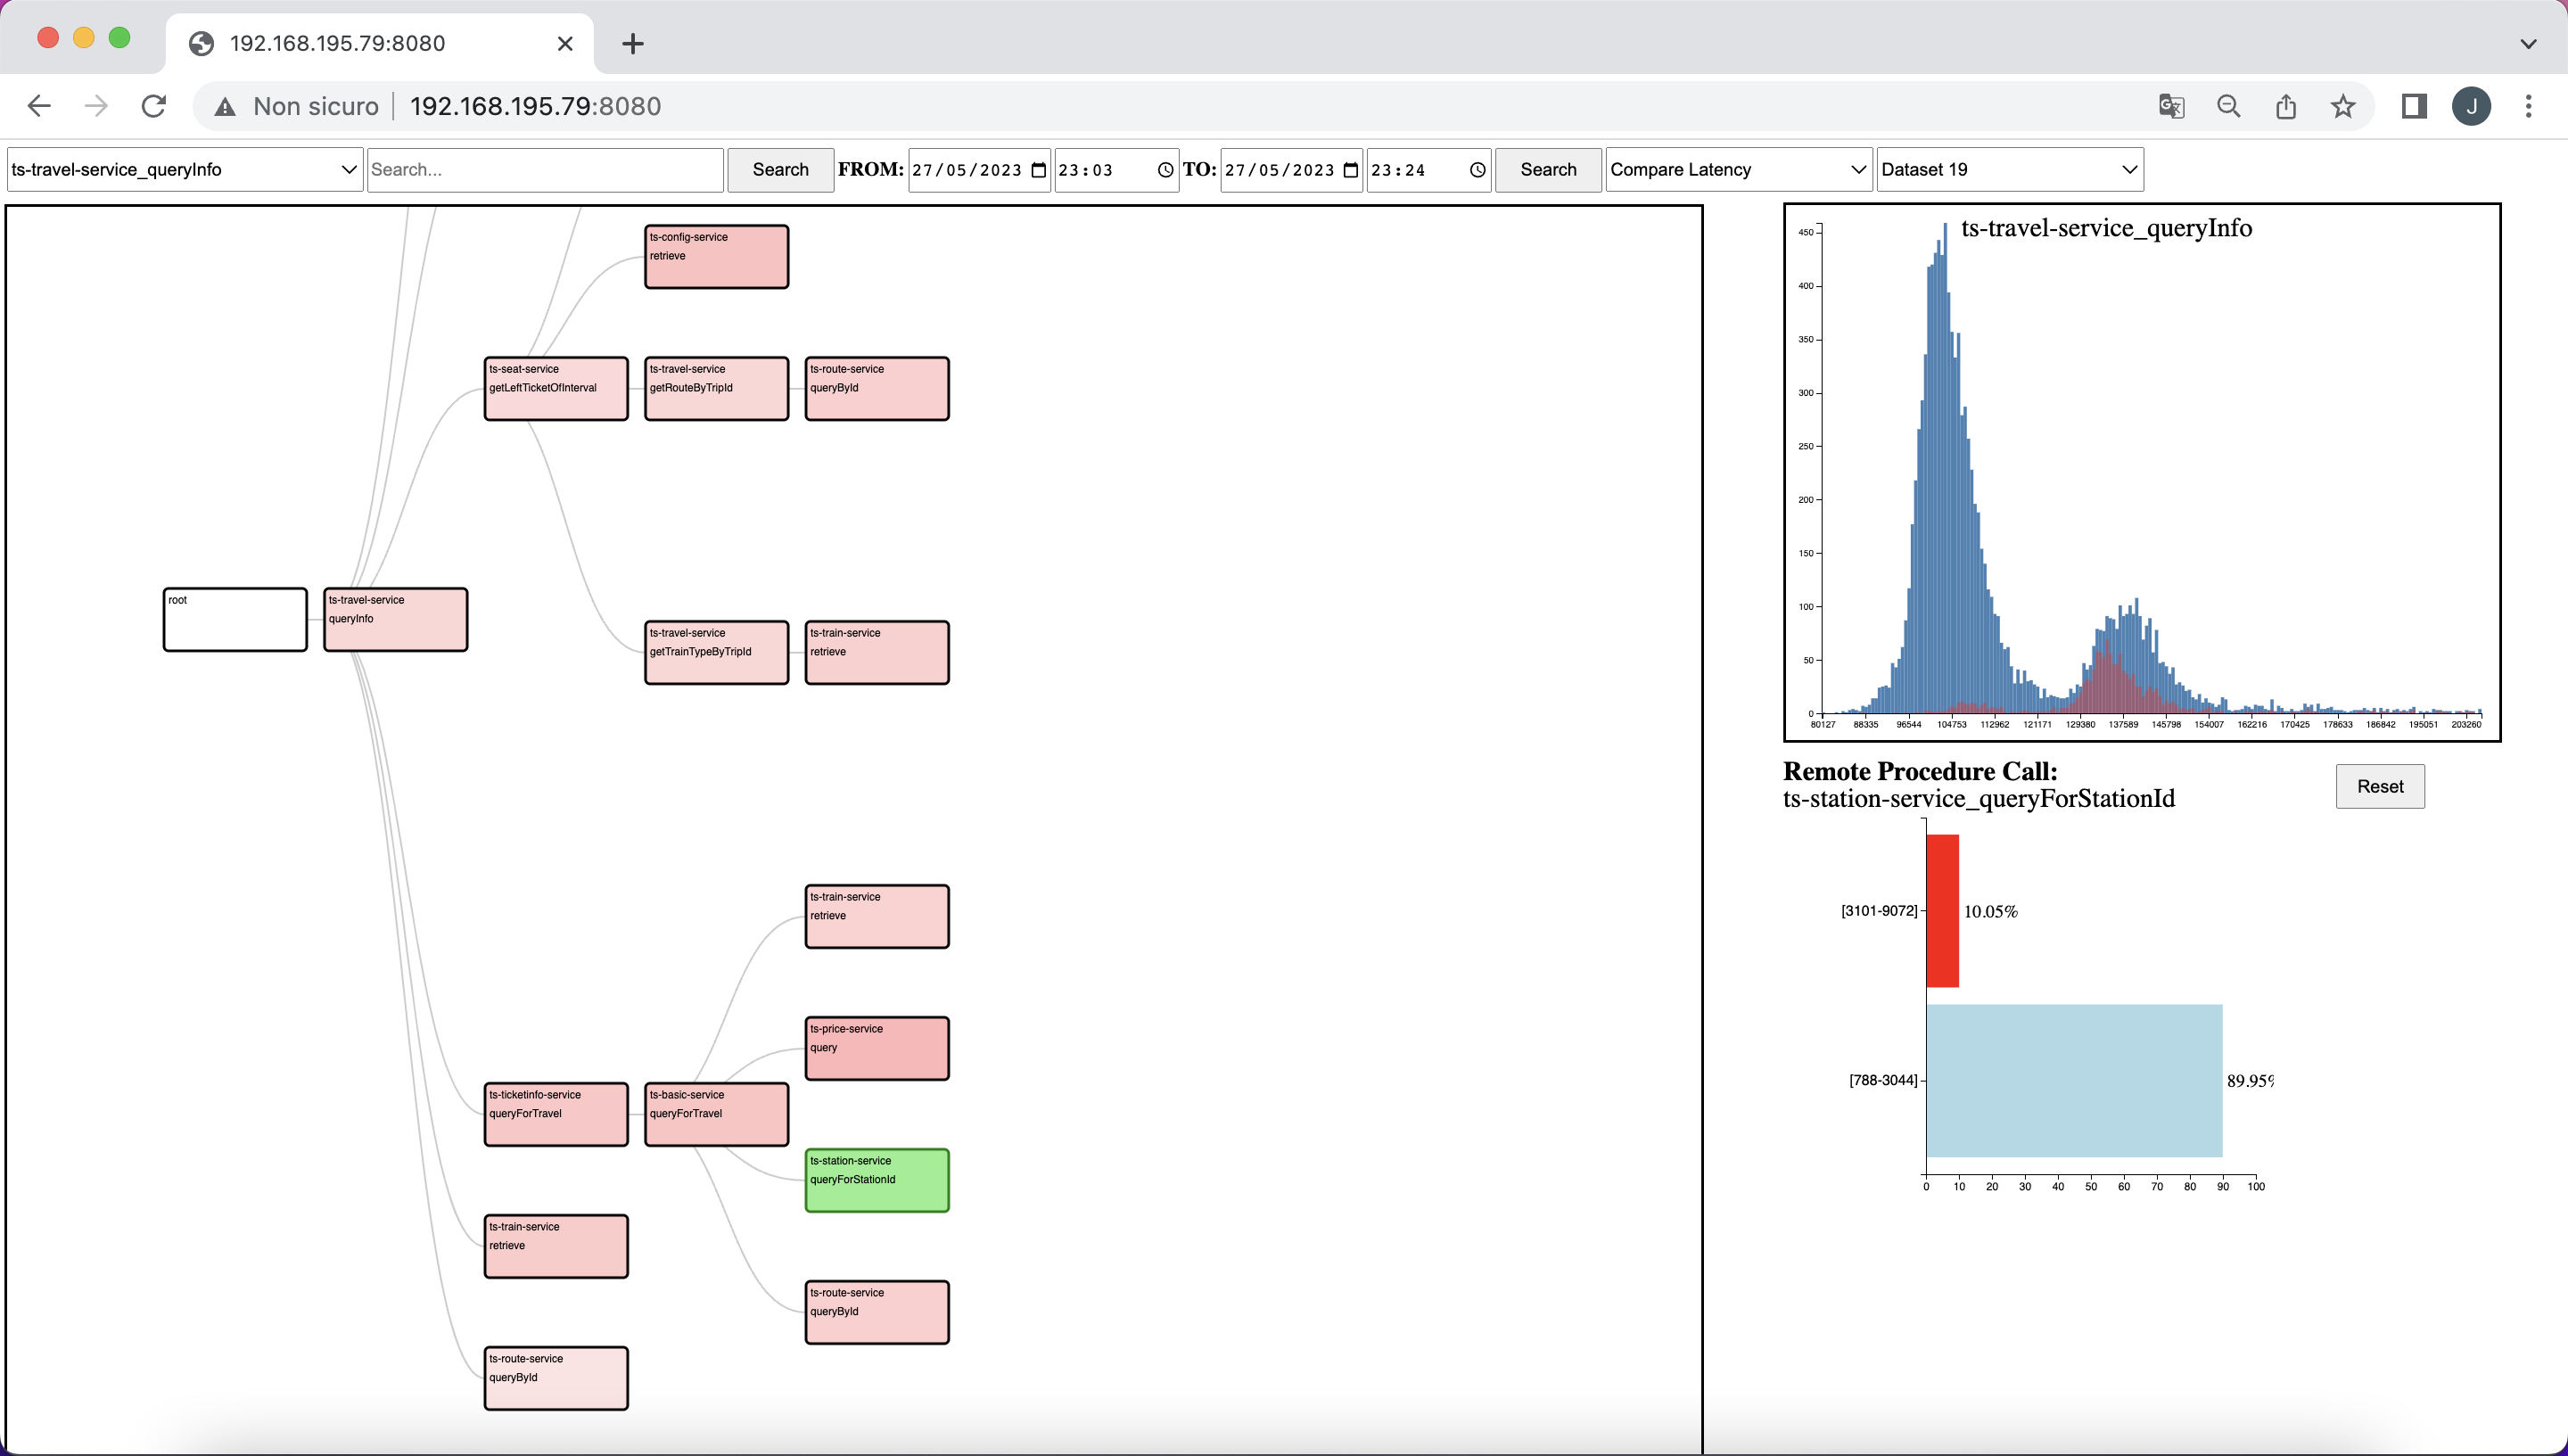 192.168.195.79:8080
Non sicuro 192.168.195.79:8080
J
ts-travel-service_queryInfo Search... Search FROM: 27/05/2023 23:03 TO: 27/05/2023 23:24 Search Compare Latency Dataset 19
ts-config-service
retrieve
ts-seat-service
getLeftTicketOfInterval
ts-travel-service
getRouteByTripId
ts-route-service
queryById
root
ts-travel-service
queryInfo
ts-travel-service
getTrainTypeByTripId
ts-train-service
retrieve
ts-train-service
retrieve
ts-price-service
query
ts-ticketinfo-service
queryForTravel
ts-basic-service
queryForTravel
ts-station-service
queryForStationId
ts-train-service
retrieve
ts-route-service
queryById
ts-route-service
queryById
ts-travel-service_queryInfo
450
400
350
300
250
200
150
100
50
0
80127 88335 96544 104753 112962 121171 129380 137589 145798 154007 162216 170425 178633 186842 195051 203260
Remote Procedure Call:
ts-station-service_queryForStationId
Reset
[3101-9072] 10.05%
[788-3044] 89.95%
0 10 20 30 40 50 60 70 80 90 100